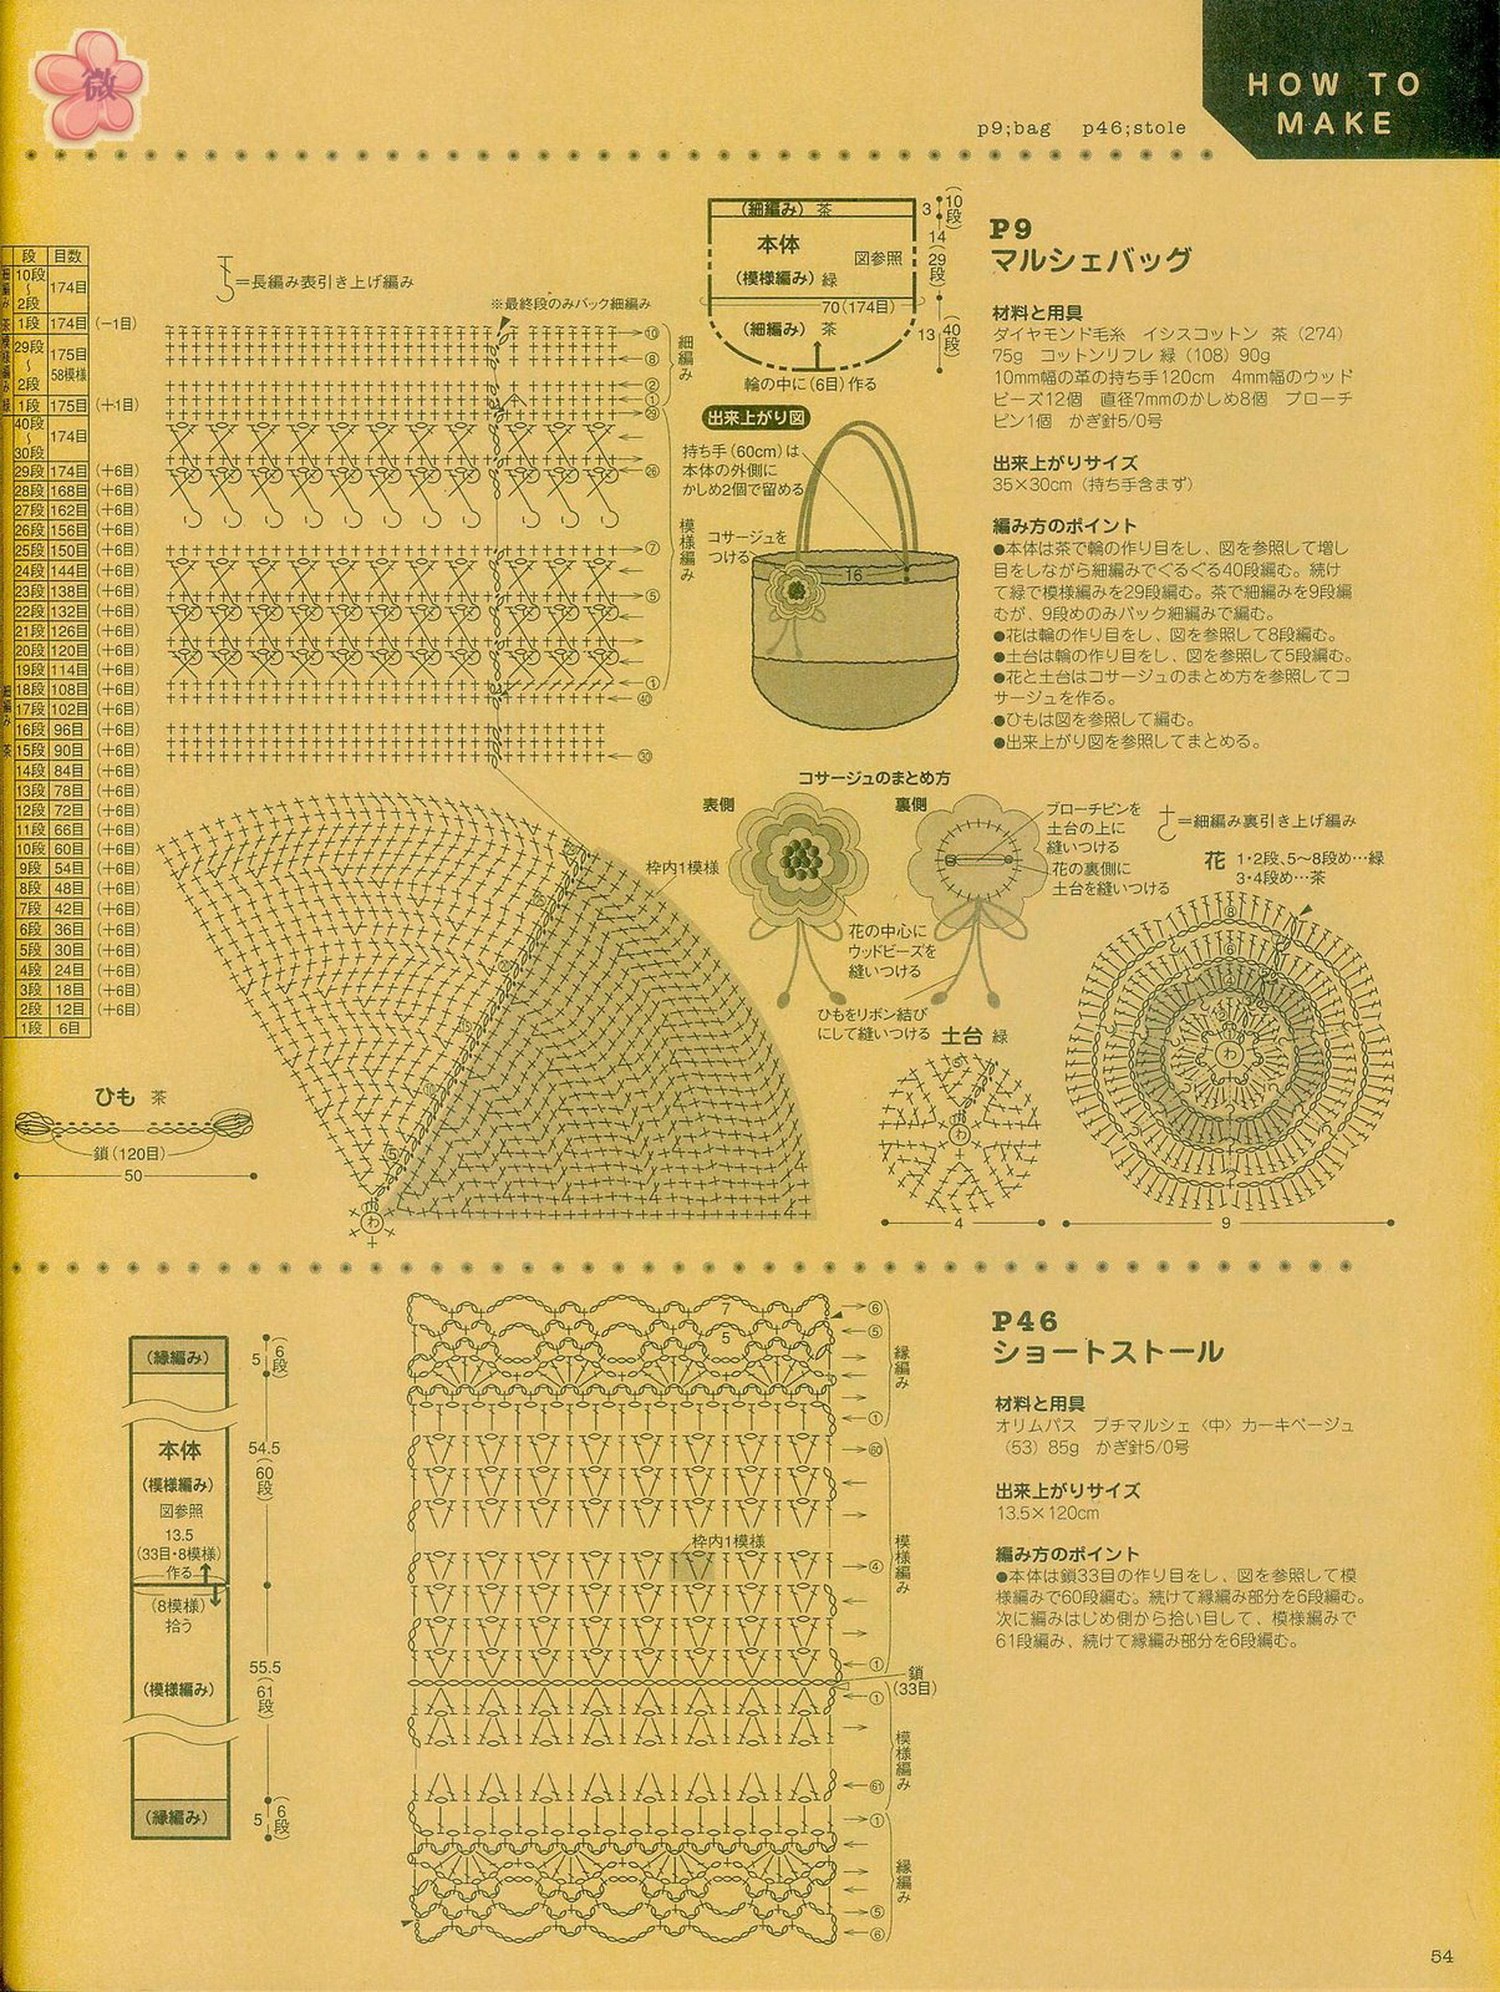 微
HOW TO
MAKE
p9;bag p46;stole
段 目数
10段
〜
2段
174目
1段 174目 (−1目)
29段
〜
2段
175目
58模様
1段 175目 (+1目)
40段
〜
30段
174目
29段 174目 (+6目)
28段 168目 (+6目)
27段 162目 (+6目)
26段 156目 (+6目)
25段 150目 (+6目)
24段 144目 (+6目)
23段 138目 (+6目)
22段 132目 (+6目)
21段 126目 (+6目)
20段 120目 (+6目)
19段 114目 (+6目)
18段 108目 (+6目)
17段 102目 (+6目)
16段 96目 (+6目)
15段 90目 (+6目)
14段 84目 (+6目)
13段 78目 (+6目)
12段 72目 (+6目)
11段 66目 (+6目)
10段 60目 (+6目)
9段 54目 (+6目)
8段 48目 (+6目)
7段 42目 (+6目)
6段 36目 (+6目)
5段 30目 (+6目)
4段 24目 (+6目)
3段 18目 (+6目)
2段 12目 (+6目)
1段 6目
=長編み表引き上げ編み
※最終段のみバック細編み
⑩
⑧
②
①
㉙
㉖
⑦
⑤
①
㊵
㉚
細編み
模様編み
枠内1模様
わ
ひも 茶
鎖(120目)
50
(細編み) 茶
本体
図参照
(模様編み) 緑
70(174目)
(細編み) 茶
輪の中に(6目)作る
3 (10段)
14 (29段)
13 (40段)
出来上がり図
持ち手(60cm)は
本体の外側に
かしめ2個で留める
コサージュを
つける
16
P9
マルシェバッグ
材料と用具
ダイヤモンド毛糸 イシスコットン 茶(274)
75g コットンリフレ 緑(108)90g
10mm幅の革の持ち手120cm 4mm幅のウッド
ビーズ12個 直径7mmのかしめ8個 ブローチ
ピン1個 かぎ針5/0号
出来上がりサイズ
35×30cm(持ち手含まず)
編み方のポイント
●本体は茶で輪の作り目をし、図を参照して増し
目をしながら細編みでぐるぐる40段編む。続け
て緑で模様編みを29段編む。茶で細編みを9段編
むが、9段めのみバック細編みで編む。
●花は輪の作り目をし、図を参照して8段編む。
●土台は輪の作り目をし、図を参照して5段編む。
●花と土台はコサージュのまとめ方を参照してコ
サージュを作る。
●ひもは図を参照して編む。
●出来上がり図を参照してまとめる。
コサージュのまとめ方
表側
裏側
ブローチピンを
土台の上に
縫いつける
花の裏側に
土台を縫いつける
花の中心に
ウッドビーズを
縫いつける
ひもをリボン結び
にして縫いつける
=細編み裏引き上げ編み
花 1・2段、5〜8段め…緑
3・4段め…茶
わ
9
土台 緑
わ
4
(縁編み)
5 (6段)
本体
(模様編み)
図参照
13.5
(33目・8模様)
作る
54.5
(60段)
(8模様)
拾う
(模様編み)
55.5
(61段)
(縁編み)
5 (6段)
7
5
⑥
⑤
①
縁編み
60
④
①
模様編み
枠内1模様
鎖
(33目)
①
61
模様編み
①
⑤
⑥
縁編み
P46
ショートストール
材料と用具
オリムパス プチマルシェ〈中〉カーキベージュ
(53)85g かぎ針5/0号
出来上がりサイズ
13.5×120cm
編み方のポイント
●本体は鎖33目の作り目をし、図を参照して模
様編みで60段編む。続けて縁編み部分を6段編む。
次に編みはじめ側から拾い目して、模様編みで
61段編み、続けて縁編み部分を6段編む。
54